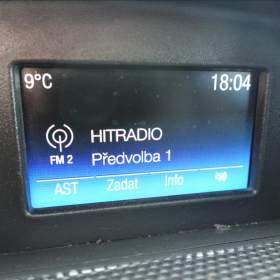 9°C 18:04
HITRADIO
FM 2 Předvolba 1
AST Zadat Info